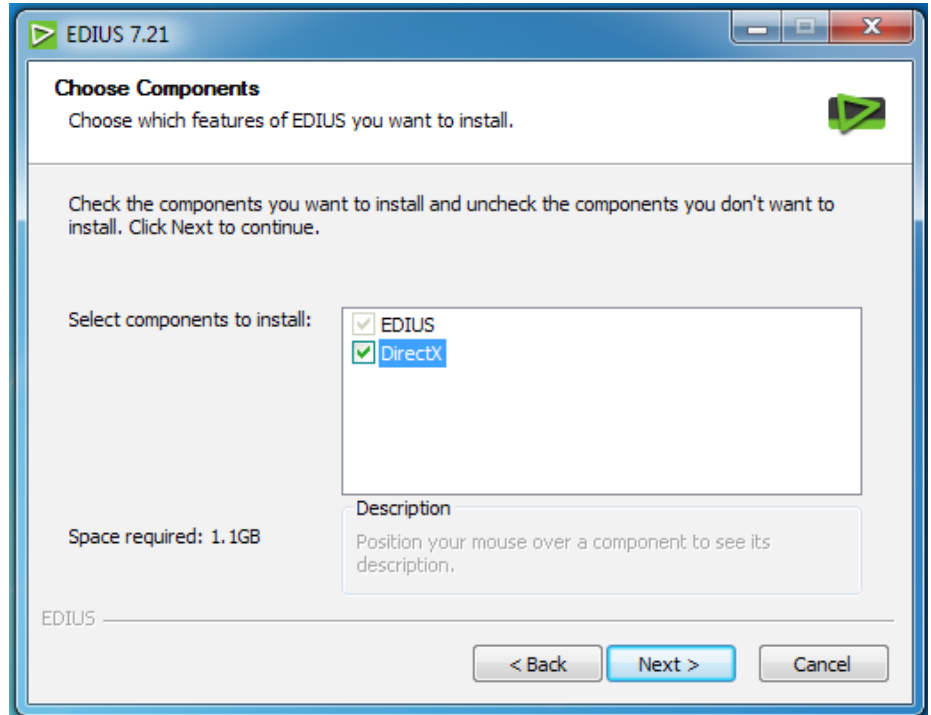 EDIUS 7.21
Choose Components
Choose which features of EDIUS you want to install.
Check the components you want to install and uncheck the components you don't want to
install. Click Next to continue.
Select components to install:
EDIUS
DirectX
Space required: 1.1GB
Description
Position your mouse over a component to see its
description.
EDIUS
< Back
Next >
Cancel